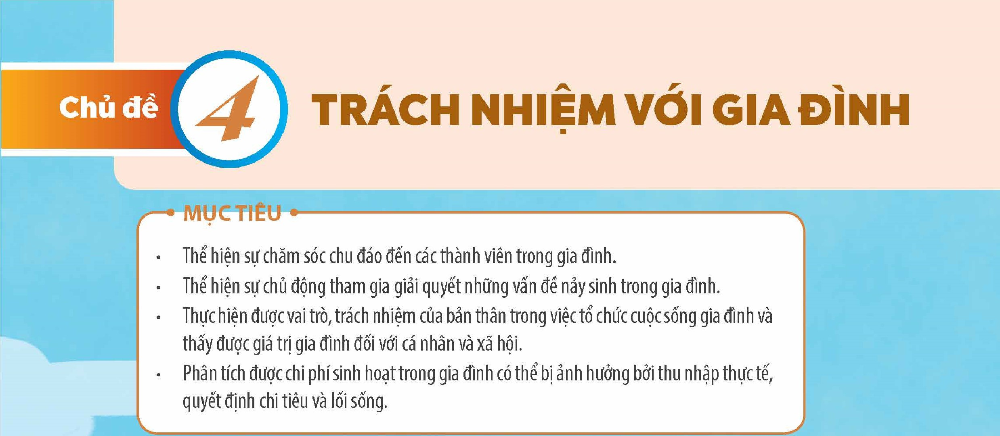 Chủ đề 4 TRÁCH NHIỆM VỚI GIA ĐÌNH
MỤC TIÊU
• Thể hiện sự chăm sóc chu đáo đến các thành viên trong gia đình.
• Thể hiện sự chủ động tham gia giải quyết những vấn đề nảy sinh trong gia đình.
• Thực hiện được vai trò, trách nhiệm của bản thân trong việc tổ chức cuộc sống gia đình và
thấy được giá trị gia đình đối với cá nhân và xã hội.
• Phân tích được chi phí sinh hoạt trong gia đình có thể bị ảnh hưởng bởi thu nhập thực tế,
quyết định chi tiêu và lối sống.